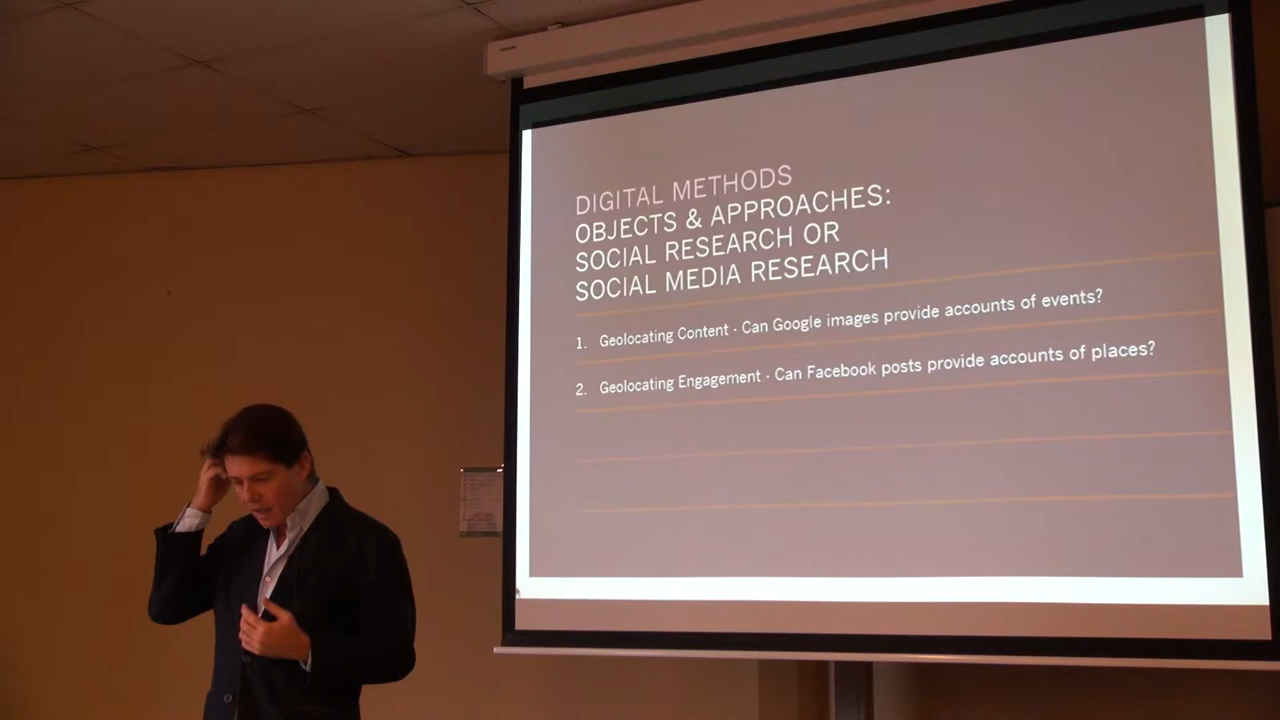 DIGITAL METHODS
OBJECTS & APPROACHES:
SOCIAL RESEARCH OR
SOCIAL MEDIA RESEARCH
1. Geolocating Content - Can Google images provide accounts of events?
2. Geolocating Engagement - Can Facebook posts provide accounts of places?